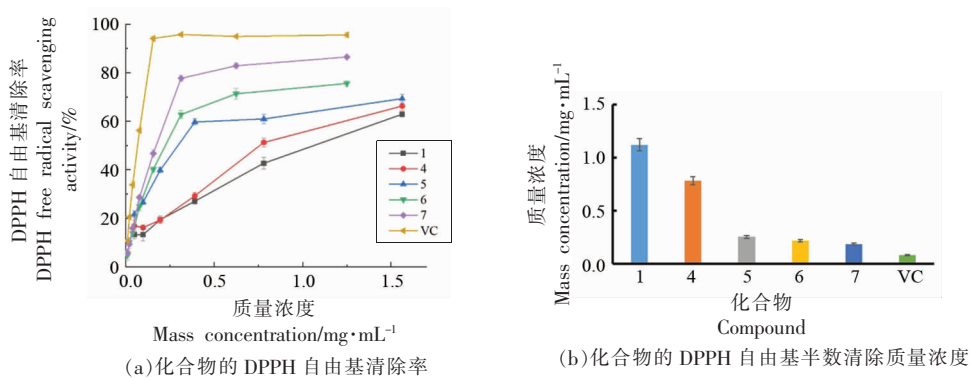 DPPH 自由基清除率
DPPH free radical scavenging
activity/%
100
80
60
40
20
0
0.0
0.5
1.0
1.5
1
4
5
6
7
VC
质量浓度
Mass concentration/mg·mL⁻¹
(a)化合物的 DPPH 自由基清除率
质量浓度
Mass concentration/mg·mL⁻¹
1.5
1.0
0.5
0.0
1 4 5 6 7 VC
化合物
Compound
(b)化合物的 DPPH 自由基半数清除质量浓度